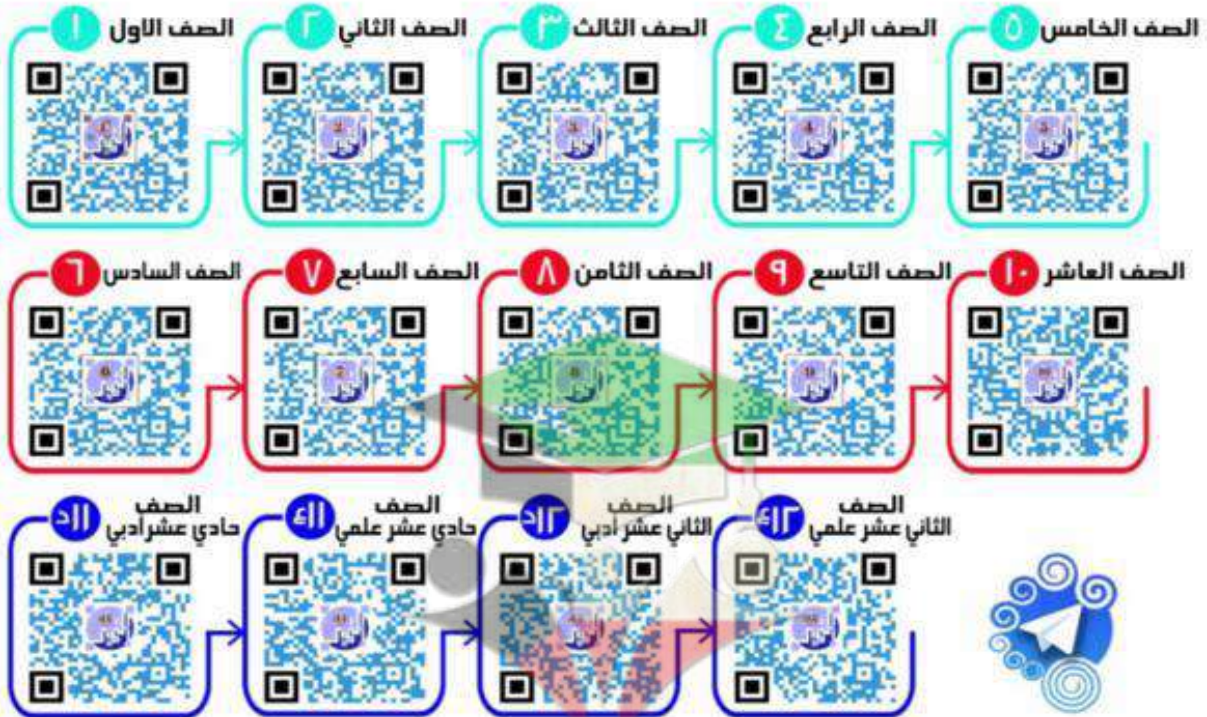 ١ الصف الاول
٢ الصف الثاني
٣ الصف الثالث
٤ الصف الرابع
٥ الصف الخامس
٦ الصف السادس
٧ الصف السابع
٨ الصف الثامن
٩ الصف التاسع
١٠ الصف العاشر
١١د الصف
حادي عشر أدبي
١١ع الصف
حادي عشر علمي
١٢د الصف
الثاني عشر أدبي
١٢ع الصف
الثاني عشر علمي